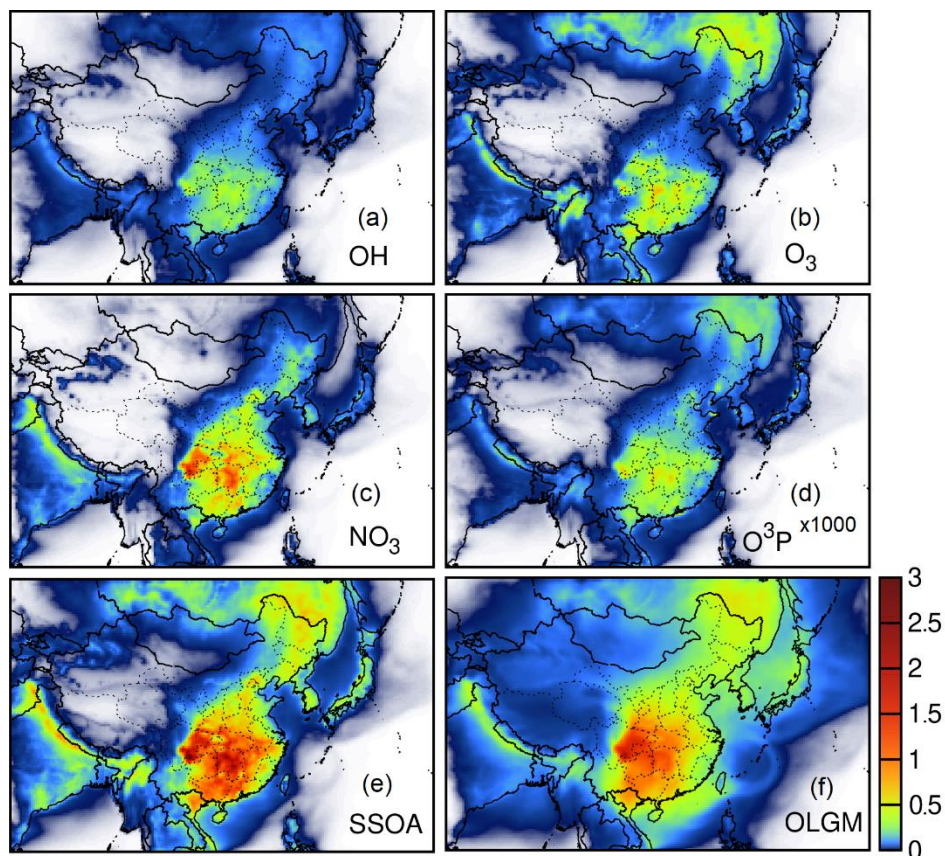 (a)
OH
(b)
O₃
(c)
NO₃
(d)
O³P x1000
(e)
SSOA
(f)
OLGM
3
2.5
2
1.5
1
0.5
0